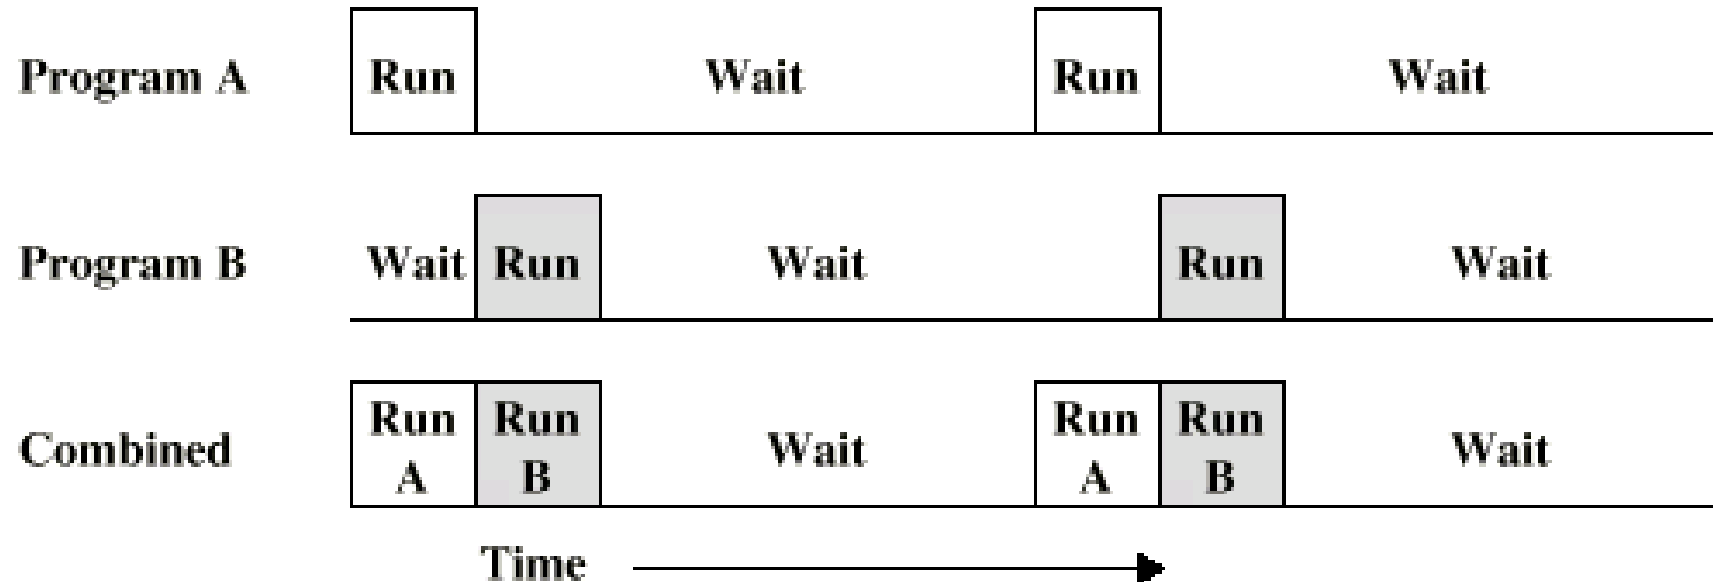 Program A Run Wait Run Wait
Program B Wait Run Wait Run Wait
Combined Run A Run B Wait Run A Run B Wait
Time